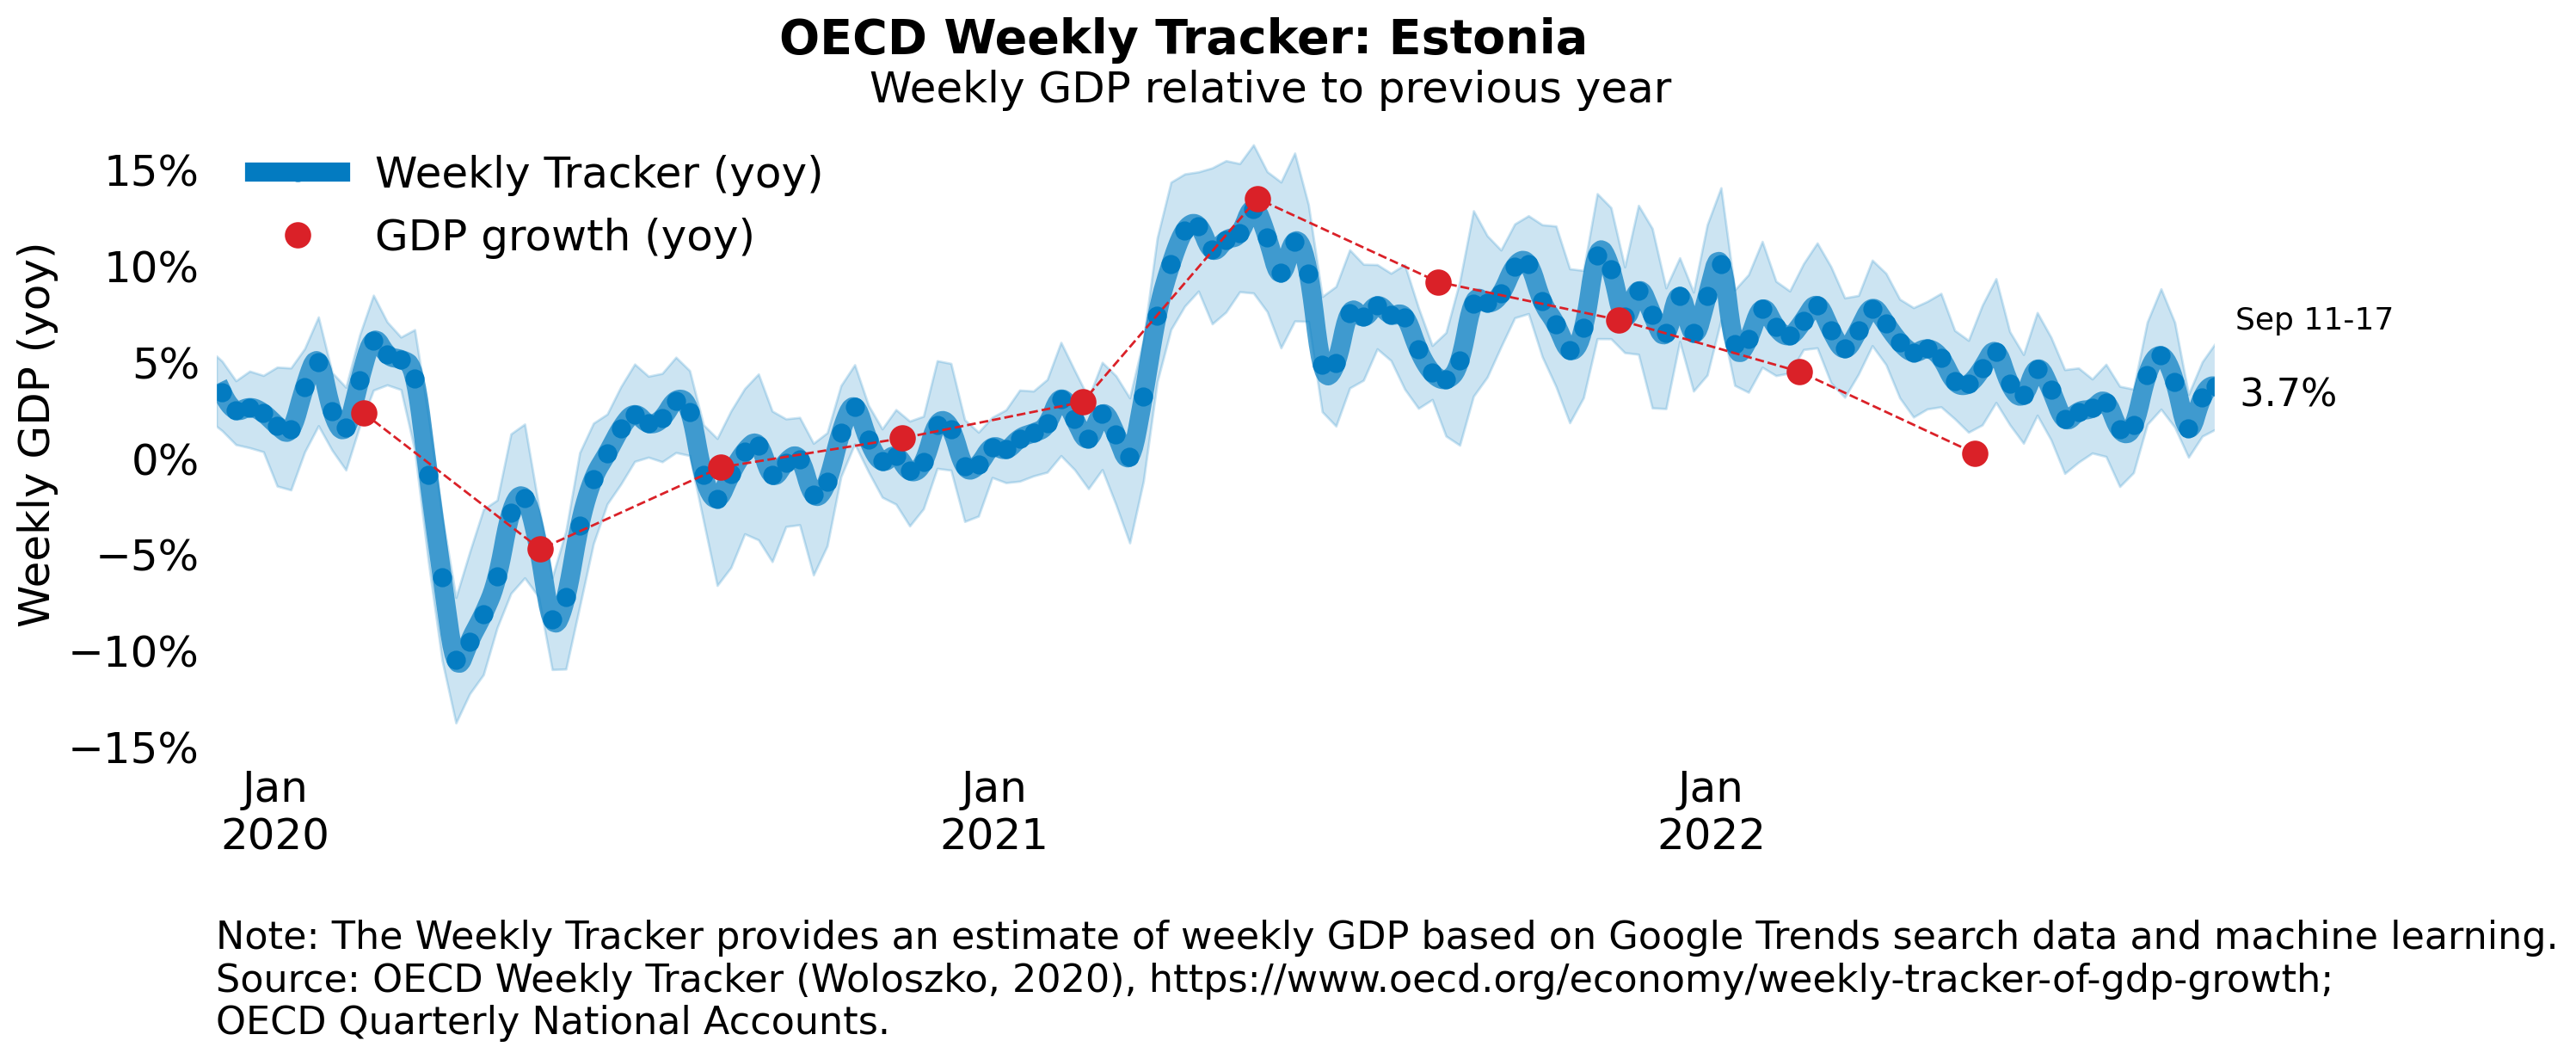 OECD Weekly Tracker: Estonia
Weekly GDP relative to previous year
Weekly Tracker (yoy)
GDP growth (yoy)
Weekly GDP (yoy)
15%
10%
5%
0%
−5%
−10%
−15%
Sep 11-17
3.7%
Jan
2020
Jan
2021
Jan
2022
Note: The Weekly Tracker provides an estimate of weekly GDP based on Google Trends search data and machine learning.
Source: OECD Weekly Tracker (Woloszko, 2020), https://www.oecd.org/economy/weekly-tracker-of-gdp-growth;
OECD Quarterly National Accounts.